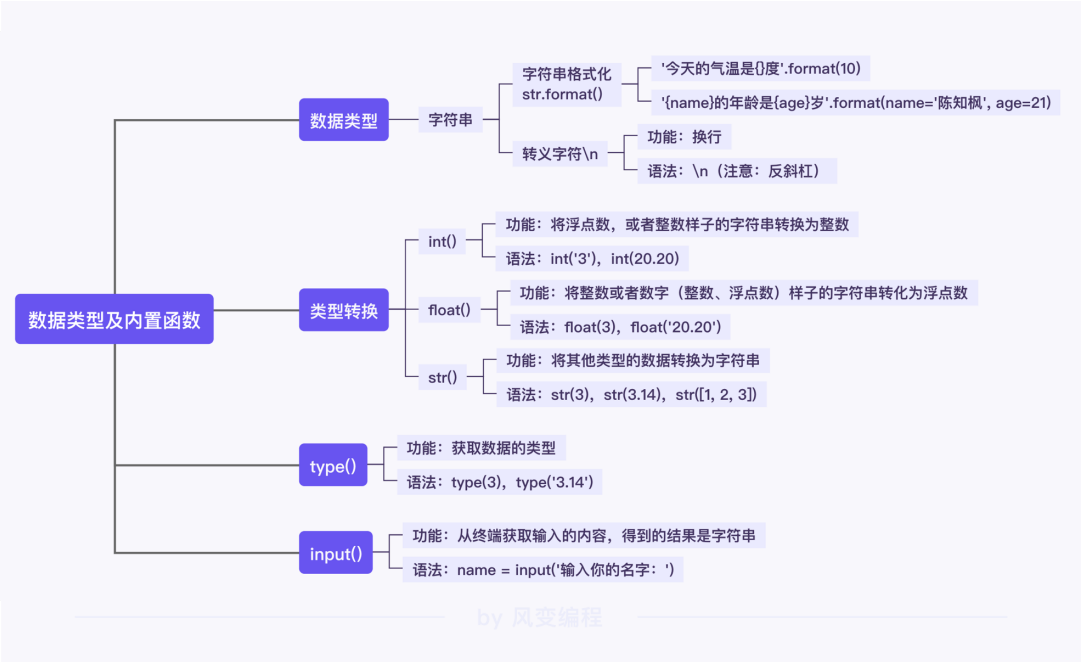 数据类型及内置函数
数据类型
字符串
字符串格式化
str.format()
'今天的气温是{}度'.format(10)
'{name}的年龄是{age}岁'.format(name='陈知枫', age=21)
转义字符\n
功能：换行
语法：\n（注意：反斜杠）
类型转换
int()
功能：将浮点数，或者整数样子的字符串转换为整数
语法：int('3')，int(20.20)
float()
功能：将整数或者数字（整数、浮点数）样子的字符串转化为浮点数
语法：float(3)，float('20.20')
str()
功能：将其他类型的数据转换为字符串
语法：str(3)，str(3.14)，str([1, 2, 3])
type()
功能：获取数据的类型
语法：type(3)，type('3.14')
input()
功能：从终端获取输入的内容，得到的结果是字符串
语法：name = input('输入你的名字：')
by 风变编程